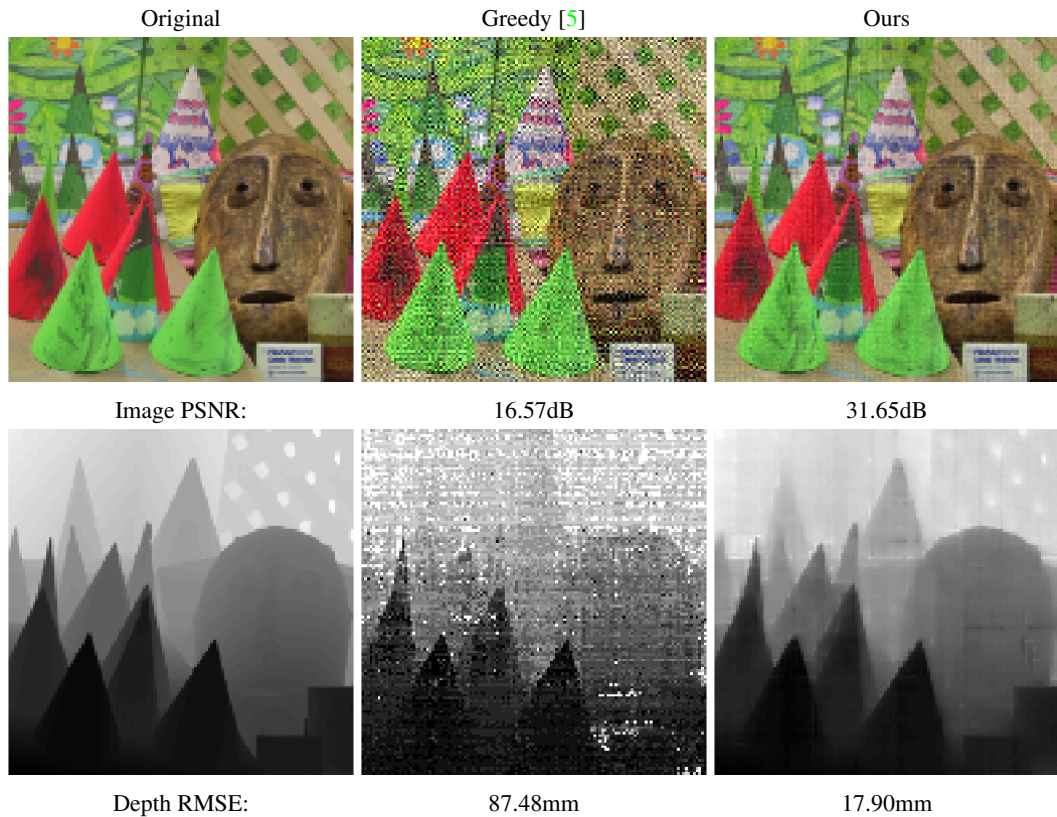 Original Greedy [5] Ours
Image PSNR: 16.57dB 31.65dB
Depth RMSE: 87.48mm 17.90mm